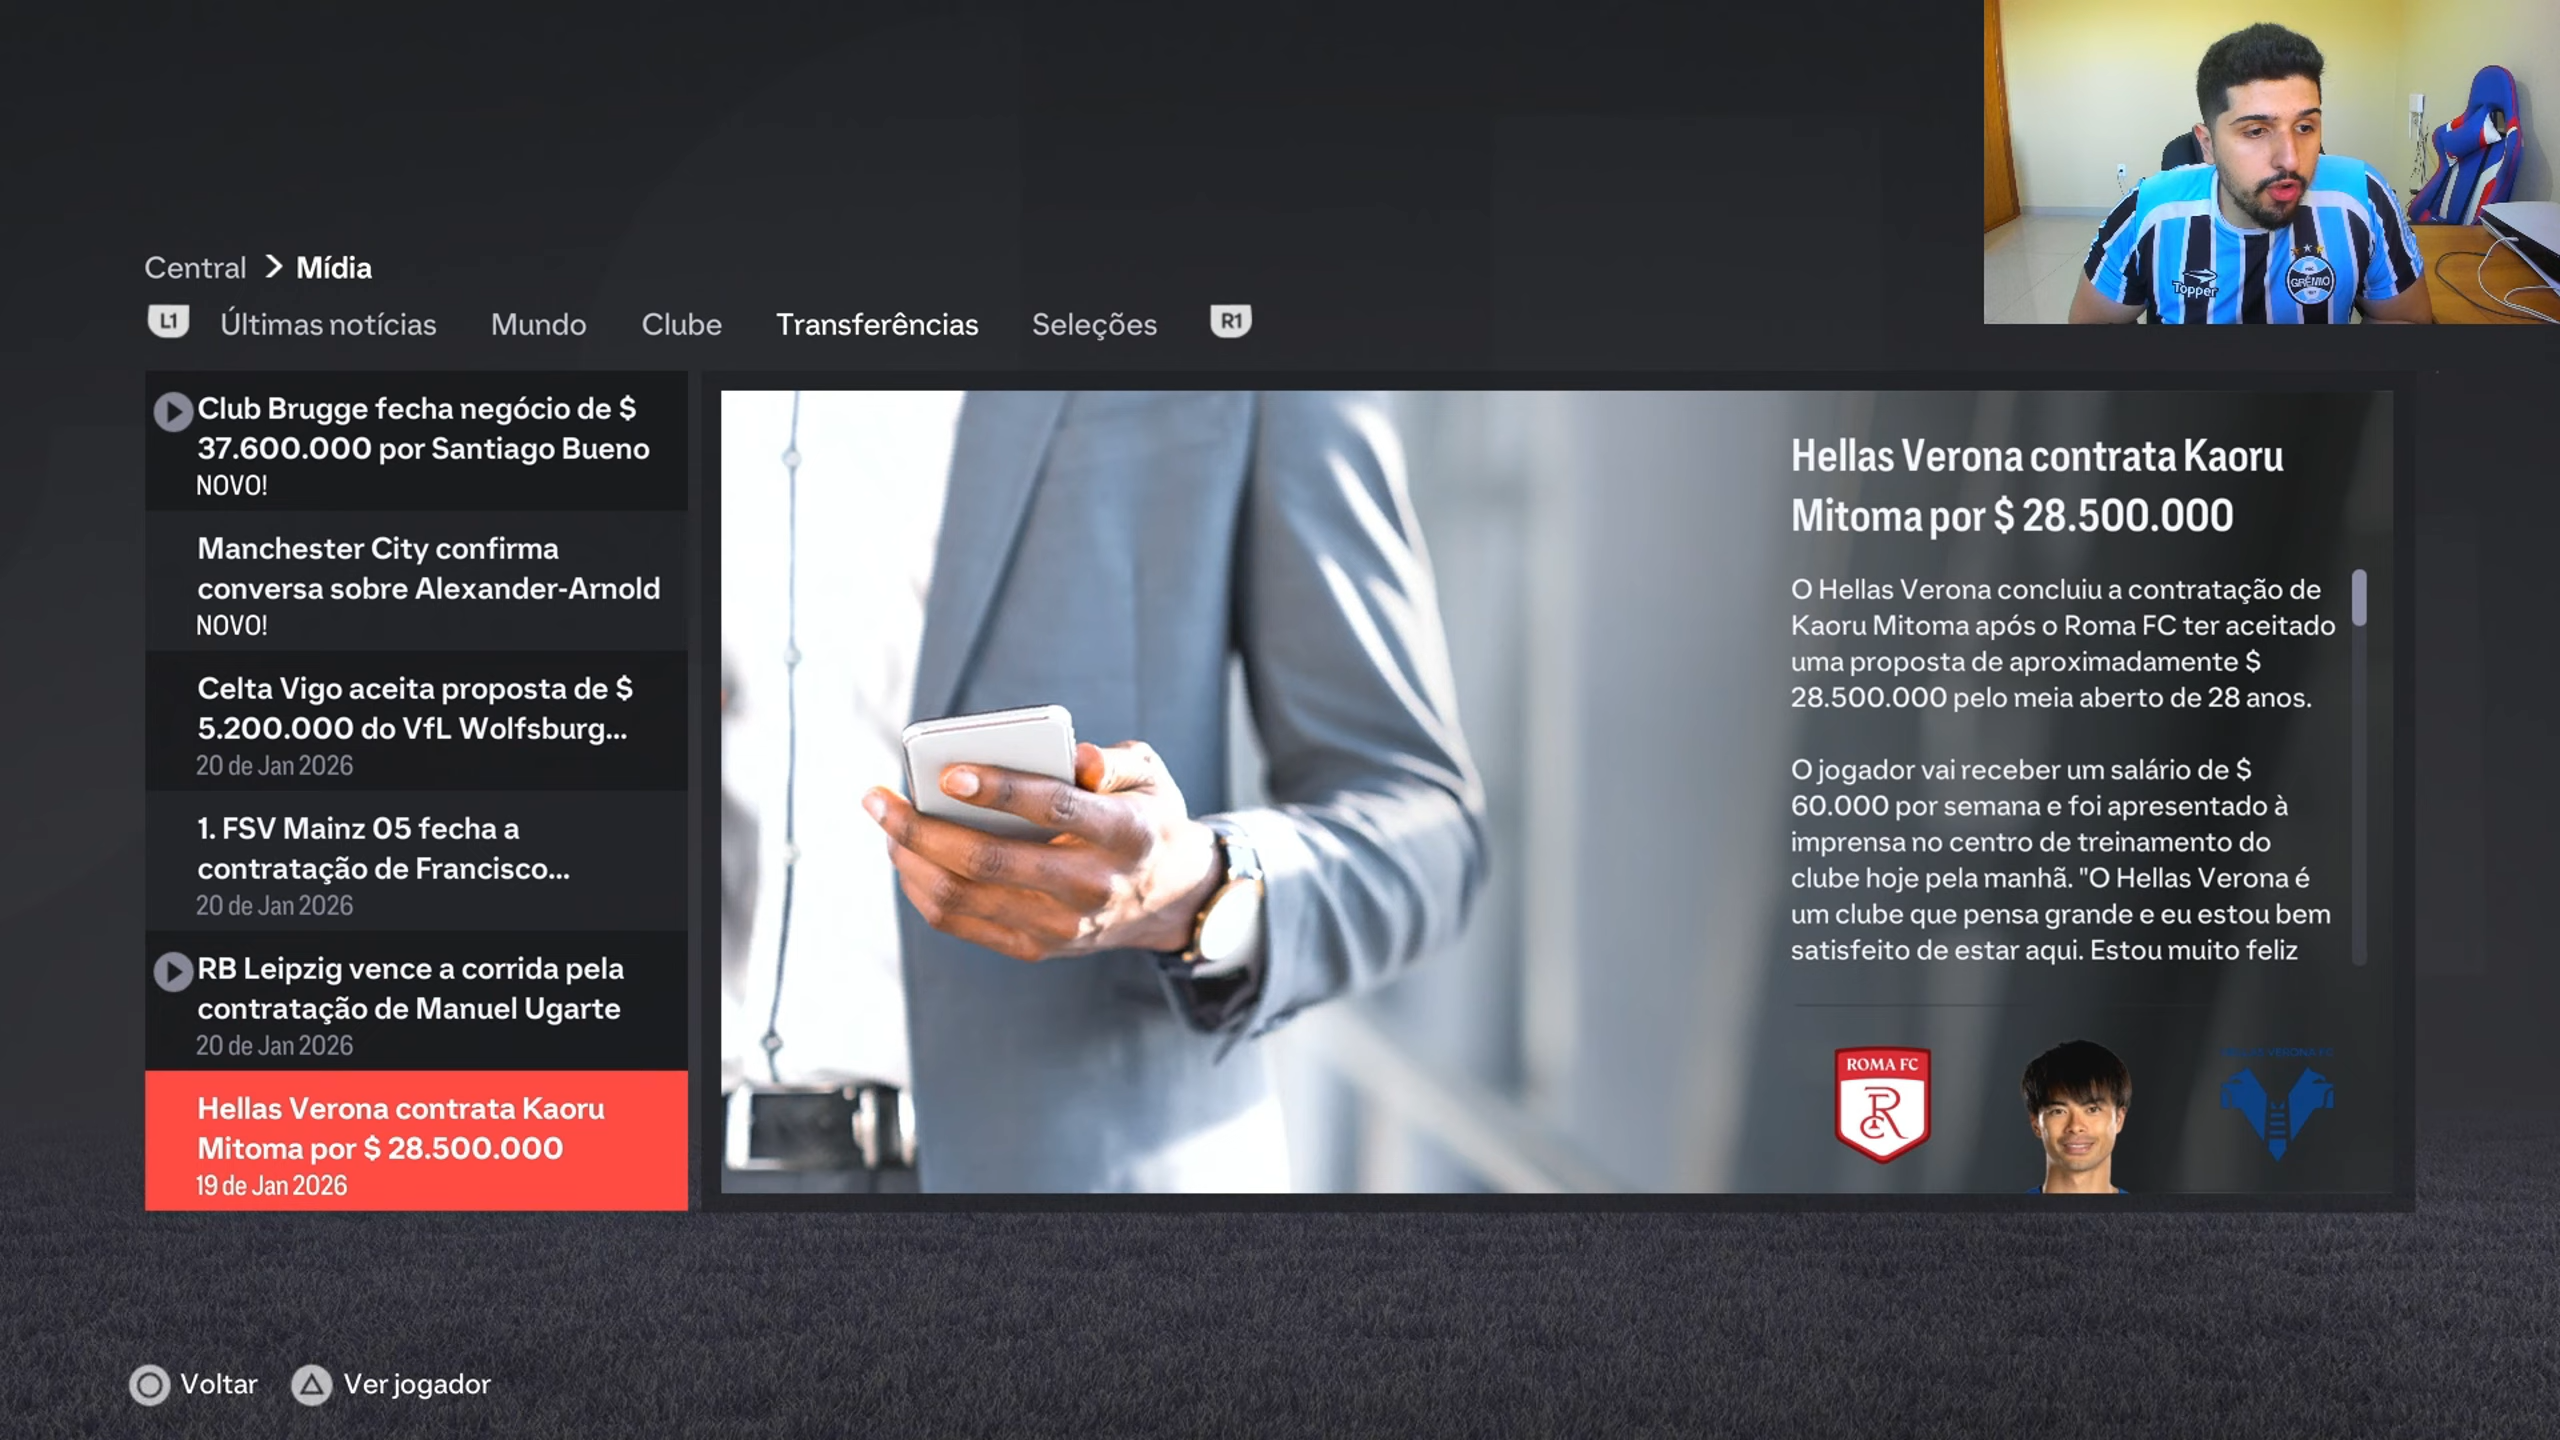 Central > Mídia
L1 Últimas notícias Mundo Clube Transferências Seleções R1
Club Brugge fecha negócio de $
37.600.000 por Santiago Bueno
NOVO!
Manchester City confirma
conversa sobre Alexander-Arnold
NOVO!
Celta Vigo aceita proposta de $
5.200.000 do VfL Wolfsburg...
20 de Jan 2026
1. FSV Mainz 05 fecha a
contratação de Francisco...
20 de Jan 2026
RB Leipzig vence a corrida pela
contratação de Manuel Ugarte
20 de Jan 2026
Hellas Verona contrata Kaoru
Mitoma por $ 28.500.000
19 de Jan 2026
Hellas Verona contrata Kaoru
Mitoma por $ 28.500.000
O Hellas Verona concluiu a contratação de
Kaoru Mitoma após o Roma FC ter aceitado
uma proposta de aproximadamente $
28.500.000 pelo meia aberto de 28 anos.
O jogador vai receber um salário de $
60.000 por semana e foi apresentado à
imprensa no centro de treinamento do
clube hoje pela manhã. "O Hellas Verona é
um clube que pensa grande e eu estou bem
satisfeito de estar aqui. Estou muito feliz
ROMA FC
HELLAS VERONA FC
Topper
GRÊMIO
Voltar Ver jogador